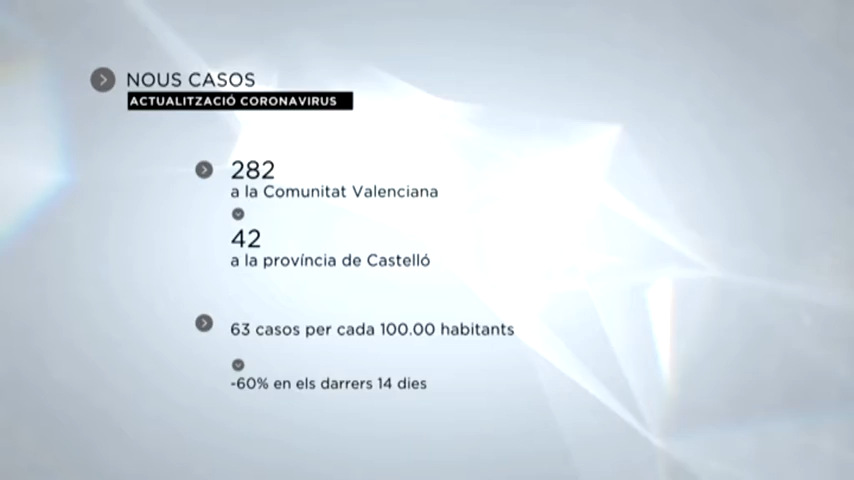 NOUS CASOS
ACTUALITZACIÓ CORONAVIRUS
282
a la Comunitat Valenciana
42
a la província de Castelló
63 casos per cada 100.00 habitants
-60% en els darrers 14 dies